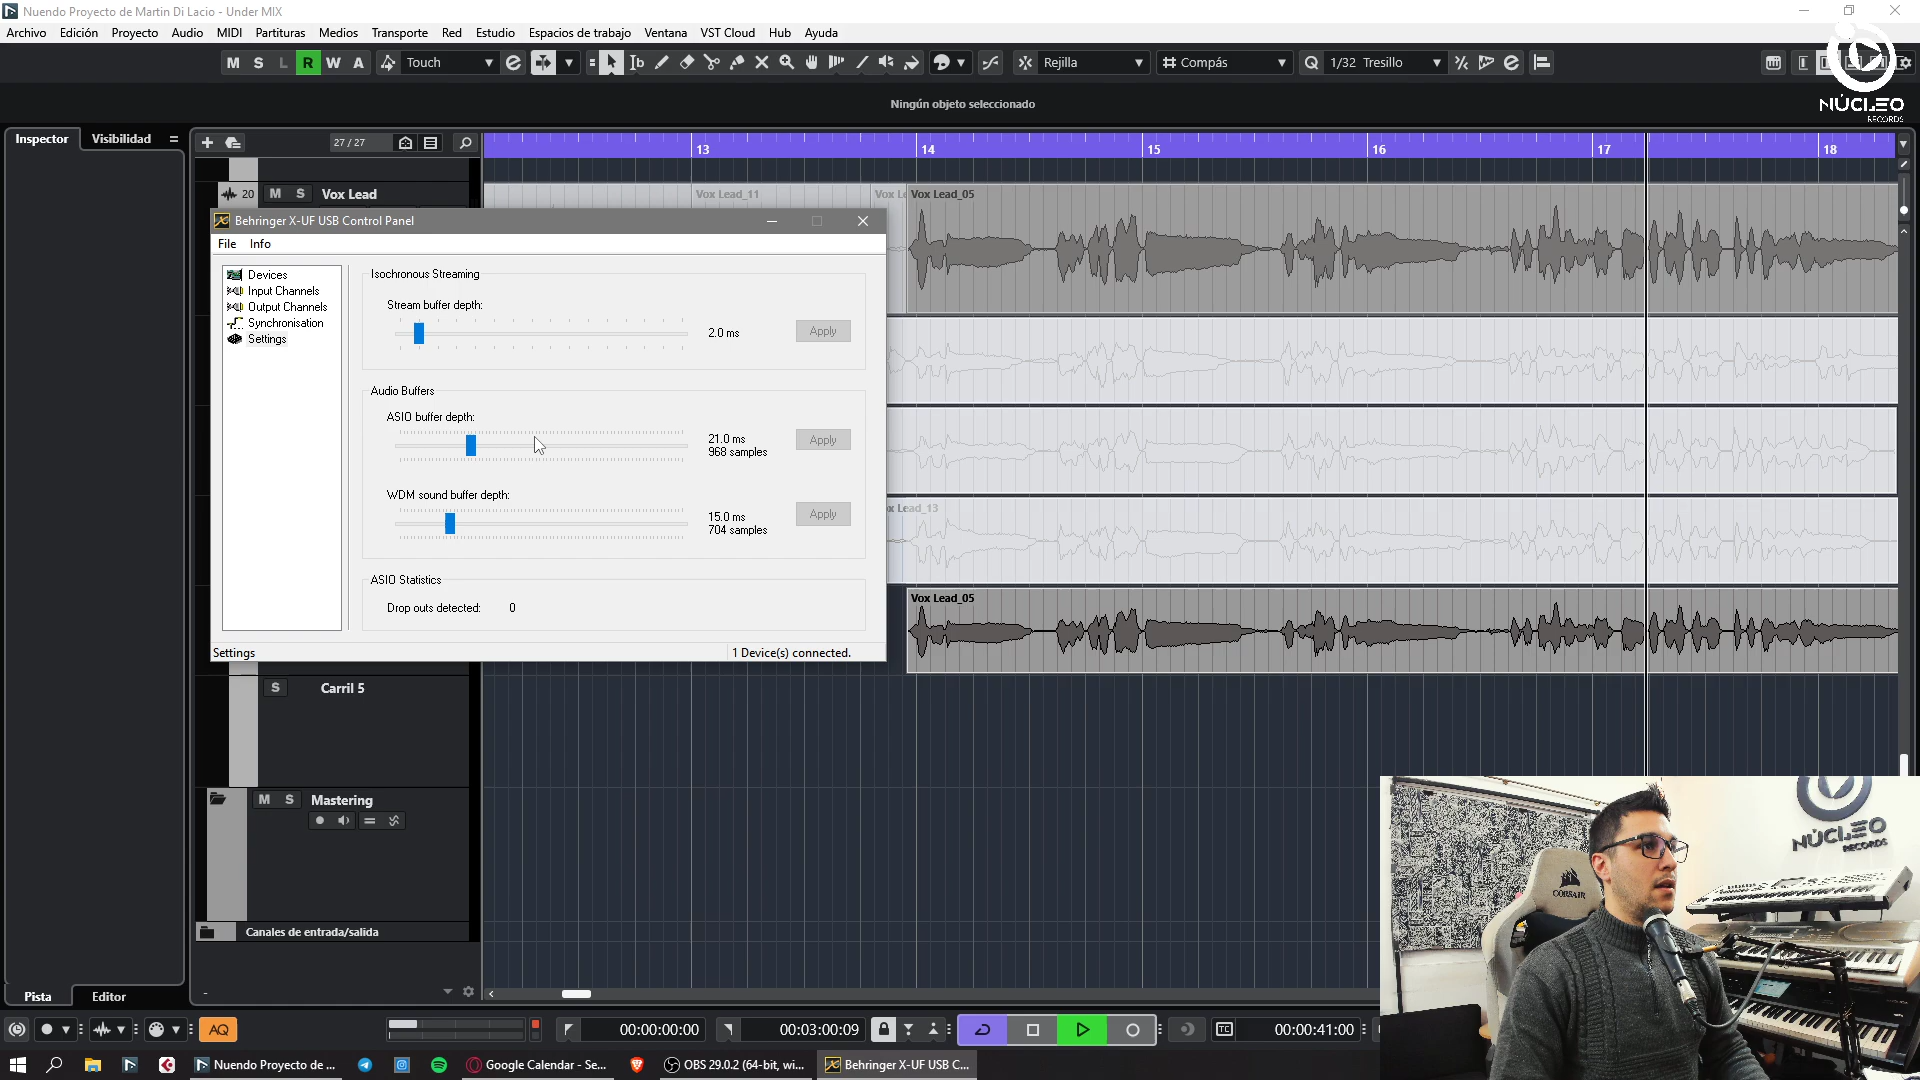 Nuendo Proyecto de Martin Di Lacio - Under MIX
Archivo Edición Proyecto Audio MIDI Partituras Medios Transporte Red Estudio Espacios de trabajo Ventana VST Cloud Hub Ayuda
M S L R W A Touch Rejilla Compás Q 1/32 Tresillo
NÚCLEO
RECORDS
Ningún objeto seleccionado
Inspector Visibilidad 27 / 27
13 14 15 16 17 18
20 M S Vox Lead
Vox Lead_11 Vox Le Vox Lead_05
Behringer X-UF USB Control Panel
File Info
Devices
Input Channels
Output Channels
Synchronisation
Settings
Isochronous Streaming
Stream buffer depth:
2.0 ms Apply
Audio Buffers
ASIO buffer depth:
21.0 ms
968 samples
Apply
WDM sound buffer depth:
15.0 ms
704 samples
Apply
ASIO Statistics
Drop outs detected: 0
Settings 1 Device(s) connected.
ox Lead_13
Vox Lead_05
S Carril 5
M S Mastering
Canales de entrada/salida
NÚCLEO
RECORDS
CORSAIR
Pista Editor
AQ 00:00:00:00 00:03:00:09 TC 00:00:41:00
Nuendo Proyecto de ... Google Calendar - Se... OBS 29.0.2 (64-bit, wi... Behringer X-UF USB C...